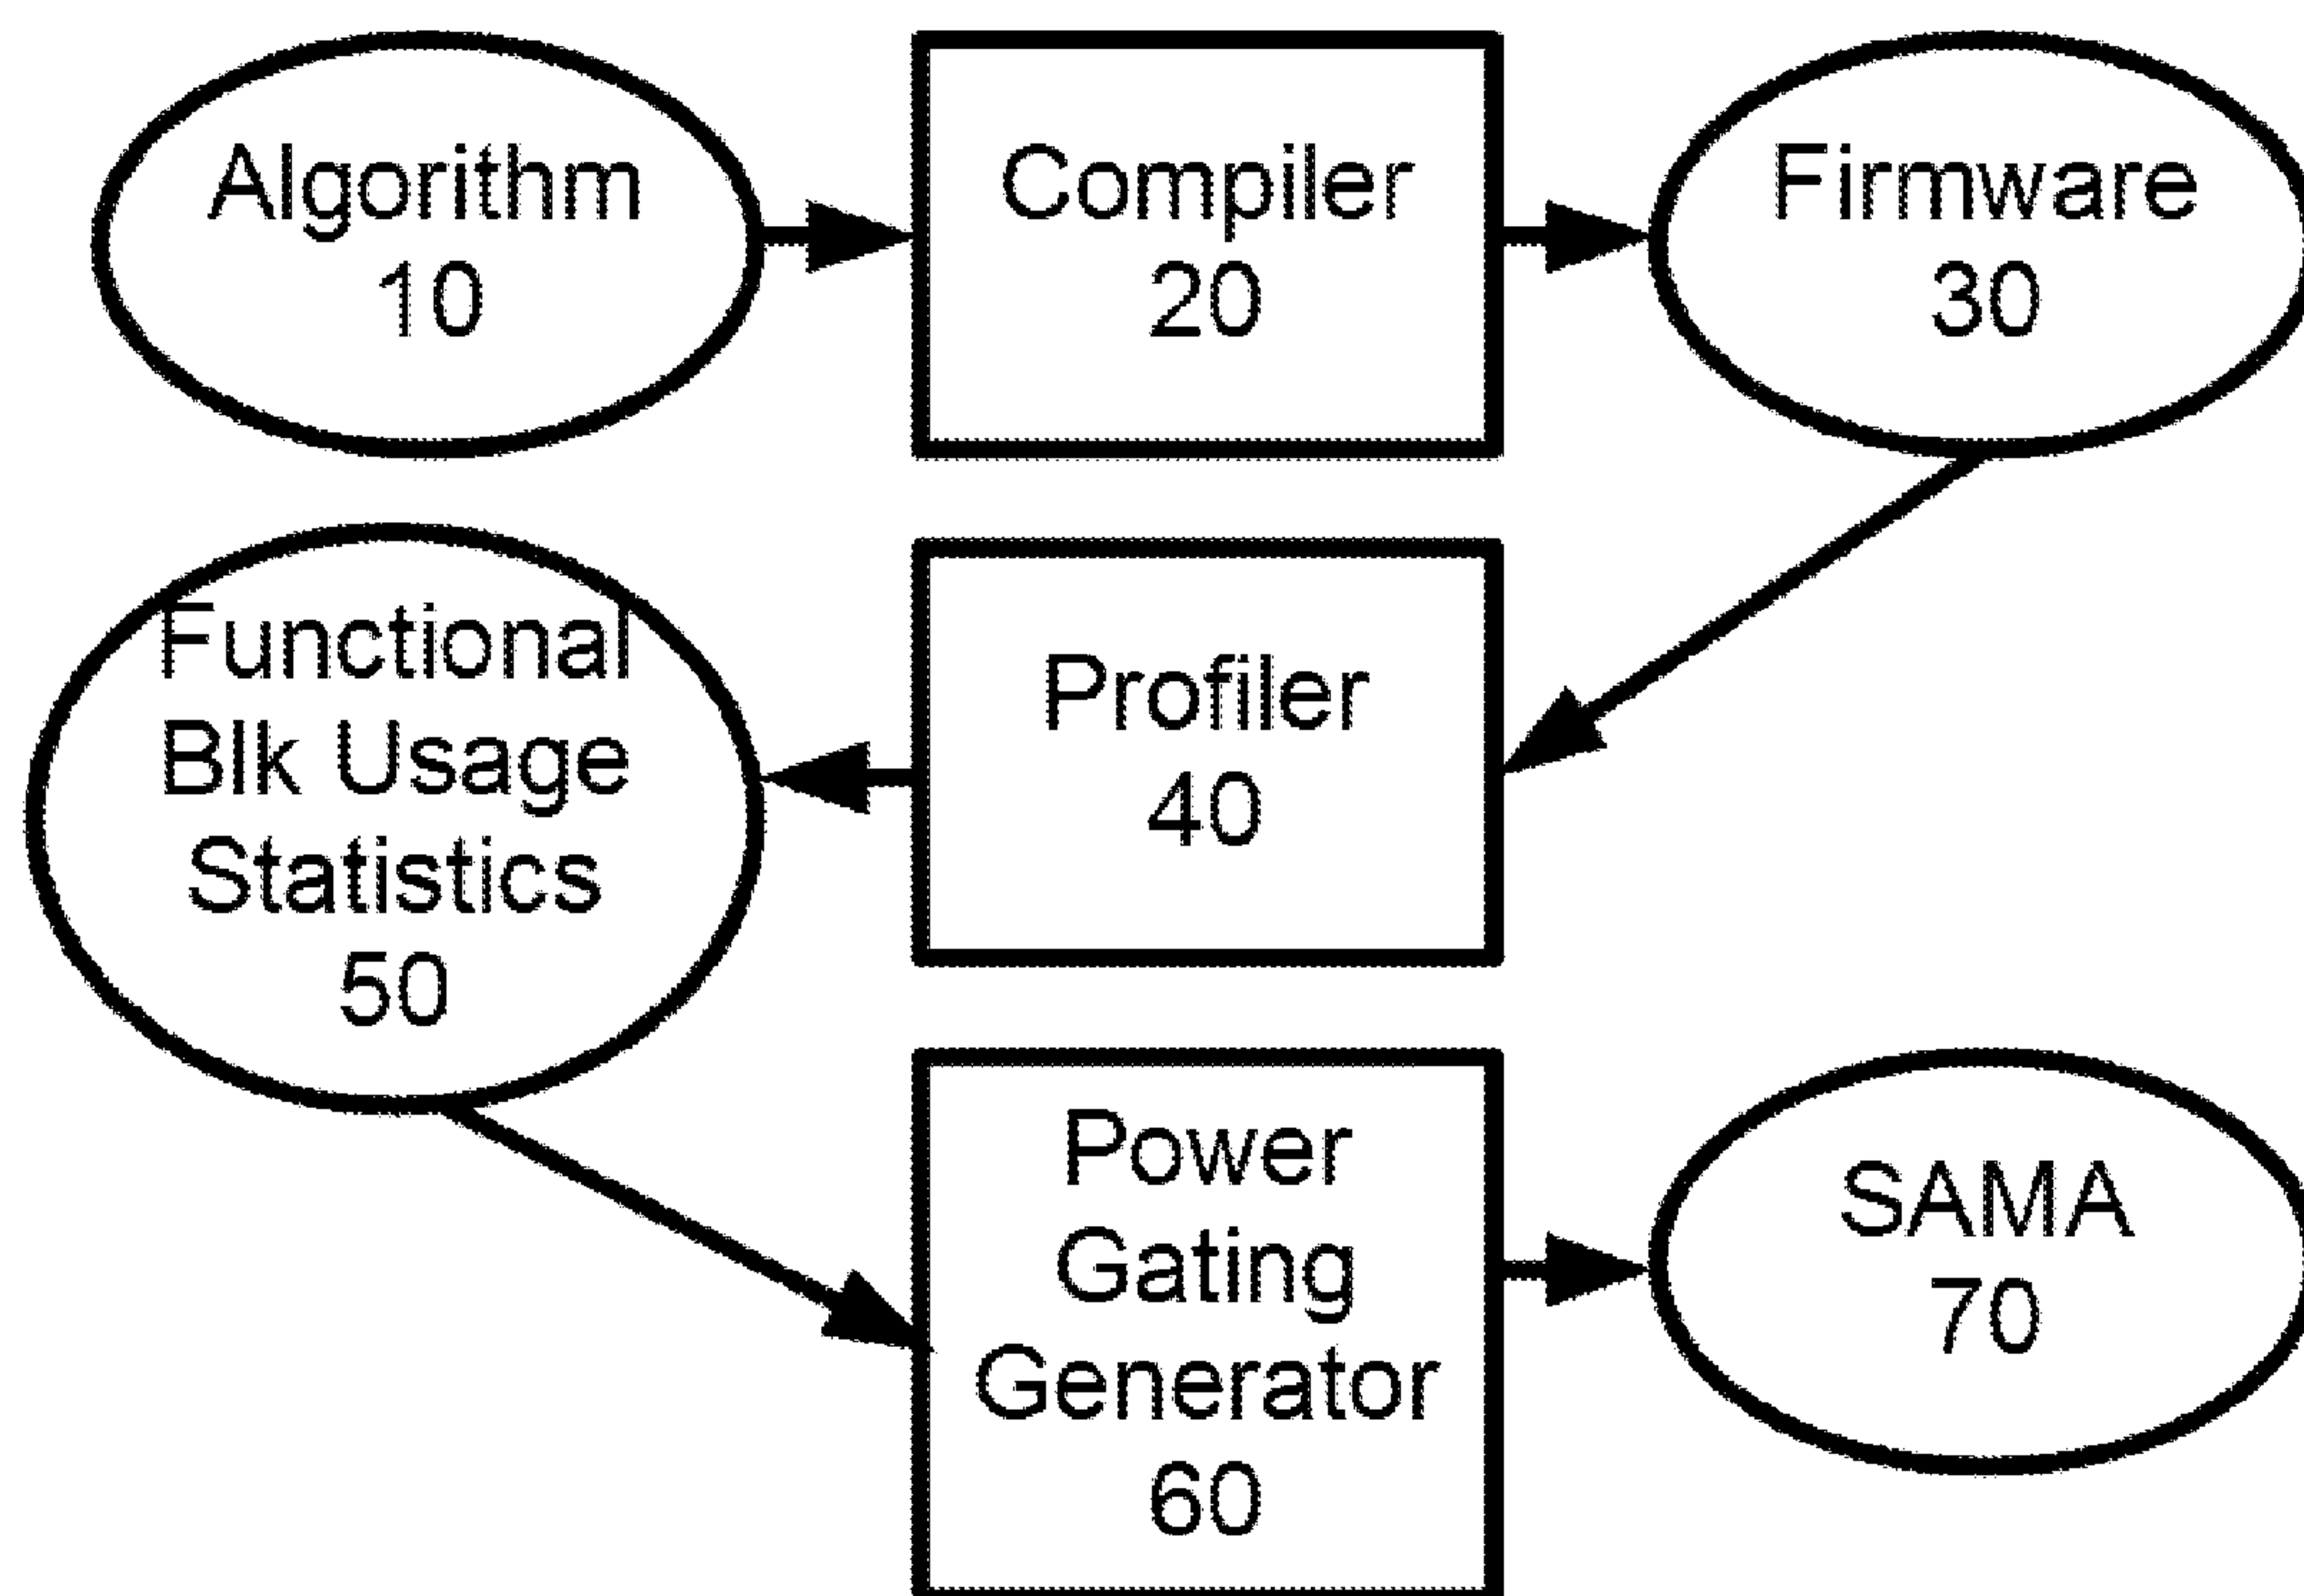 Algorithm
10
Compiler
20
Firmware
30
Functional
Blk Usage
Statistics
50
Profiler
40
Power
Gating
Generator
60
SAMA
70